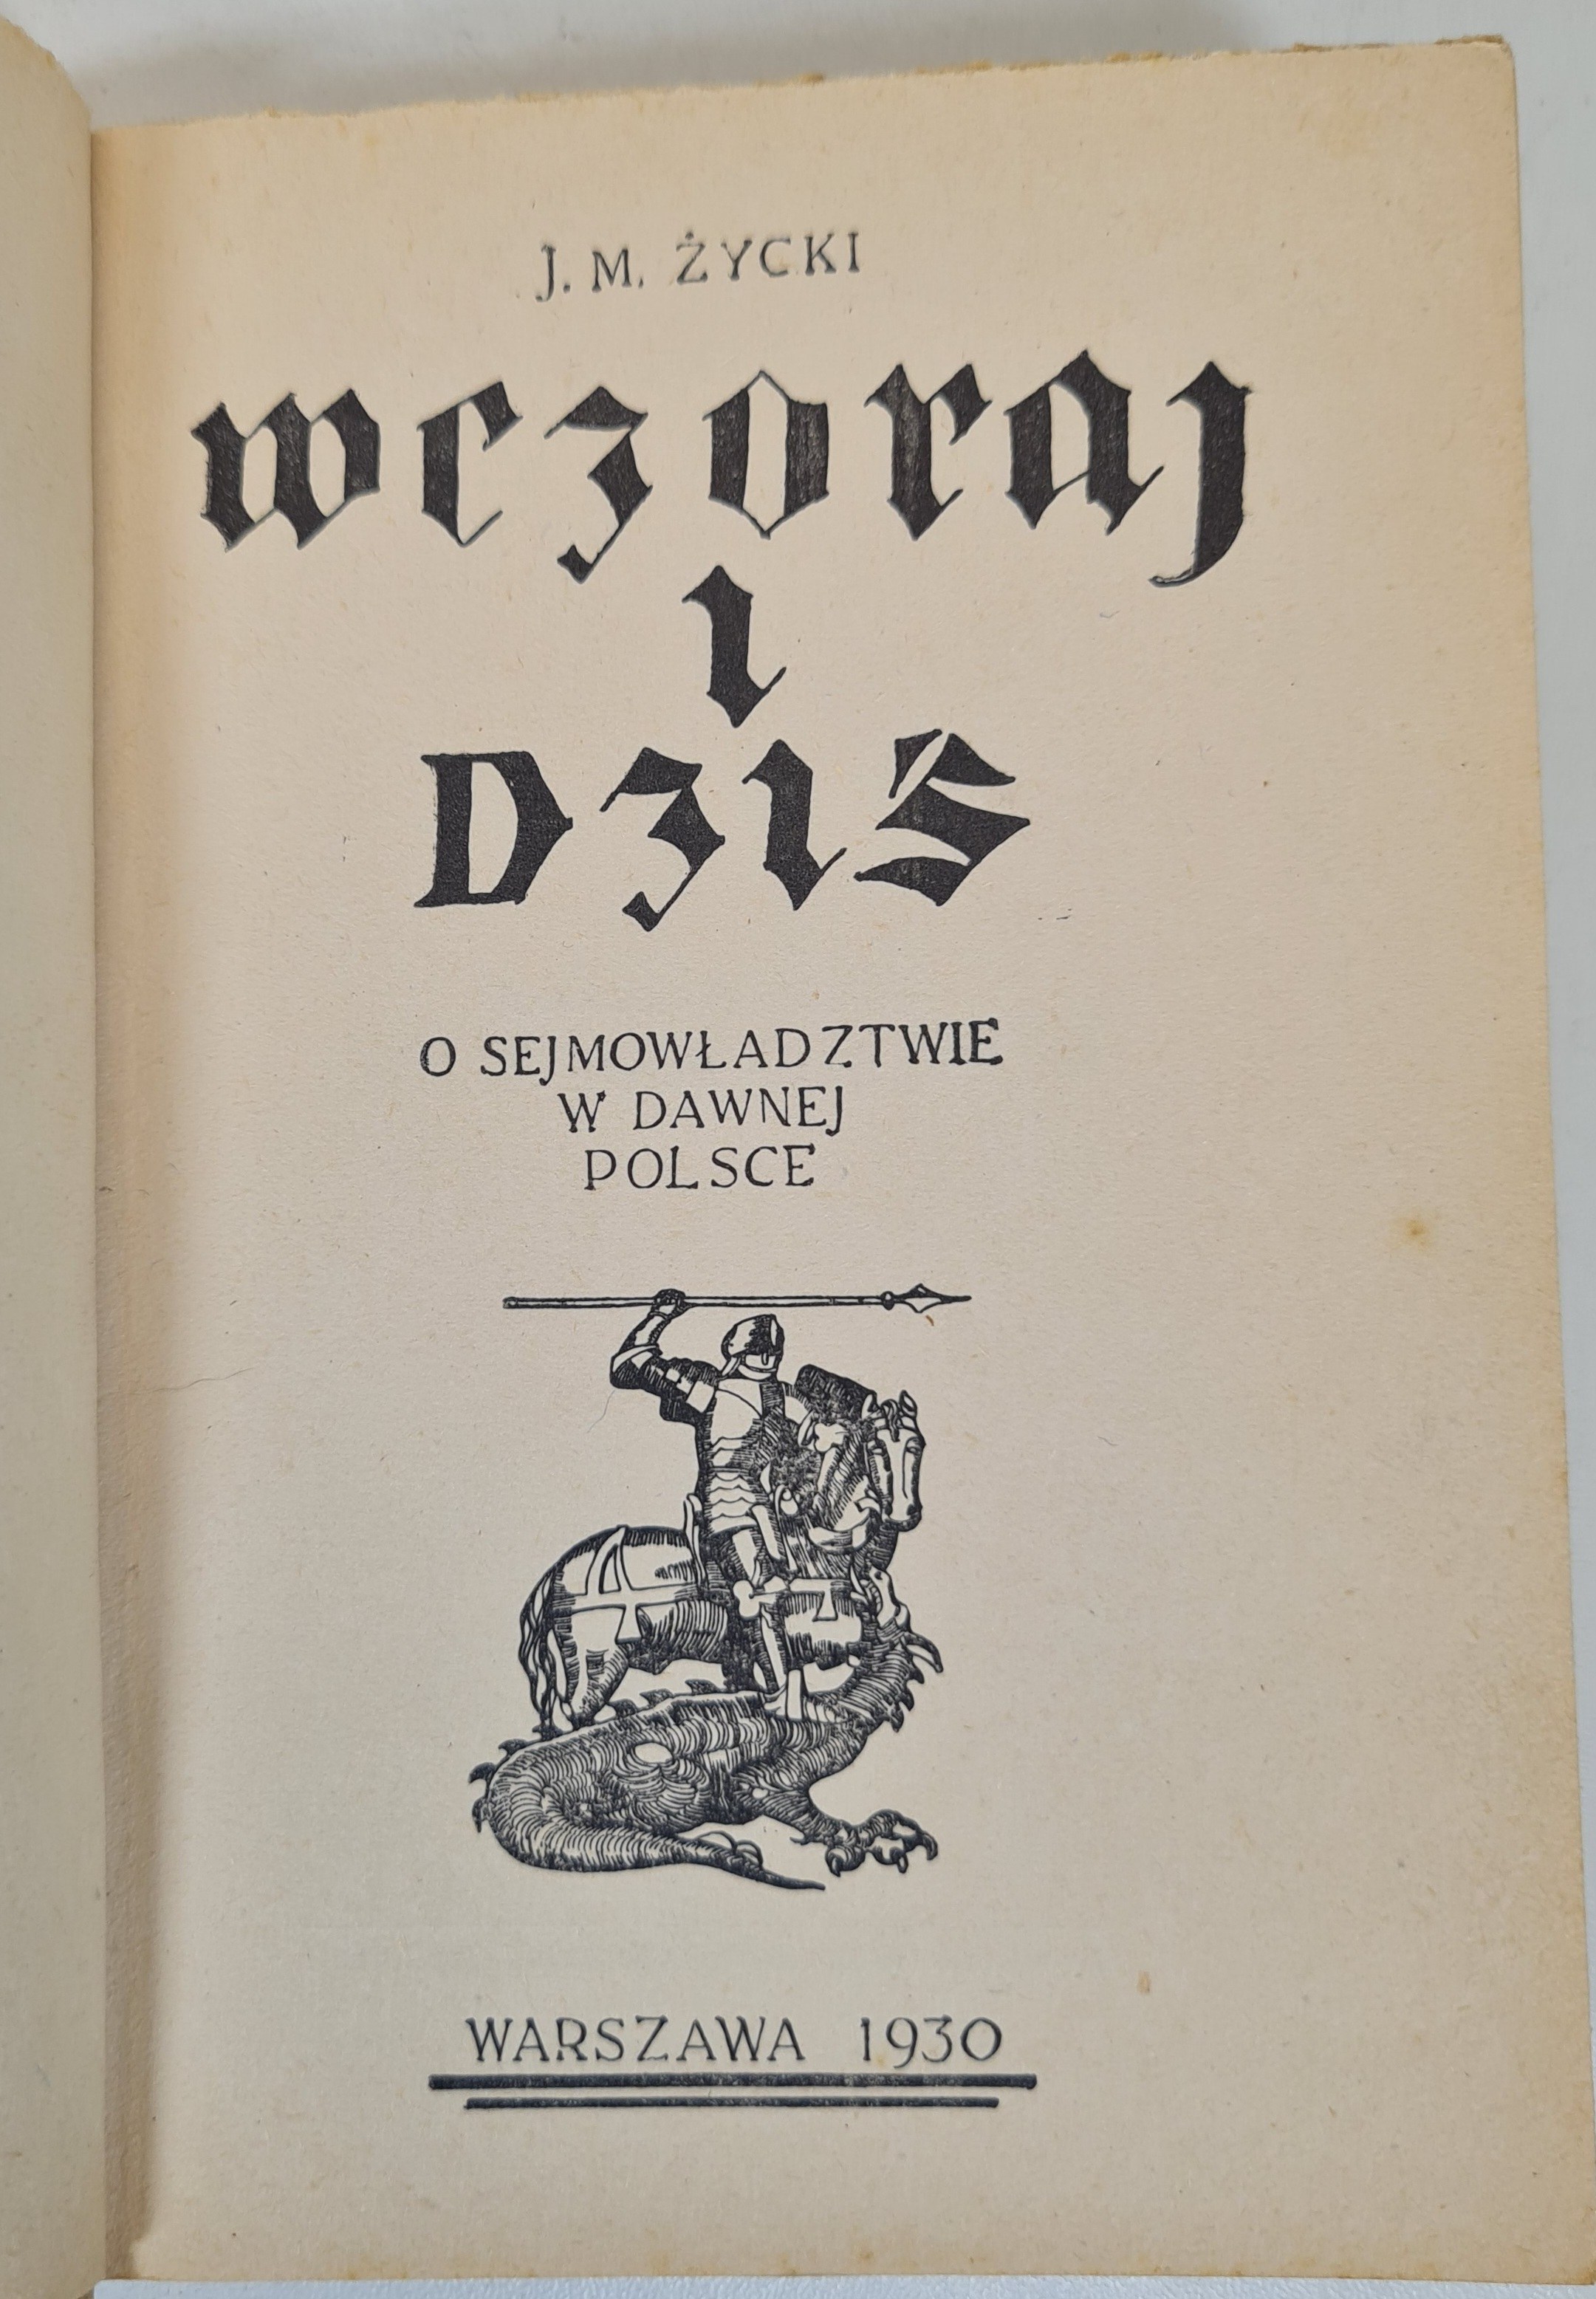 J. M. ŻYCKI
wczoraj
i
DZIŚ
O SEJMOWŁADZTWIE
W DAWNEJ
POLSCE
WARSZAWA 1930